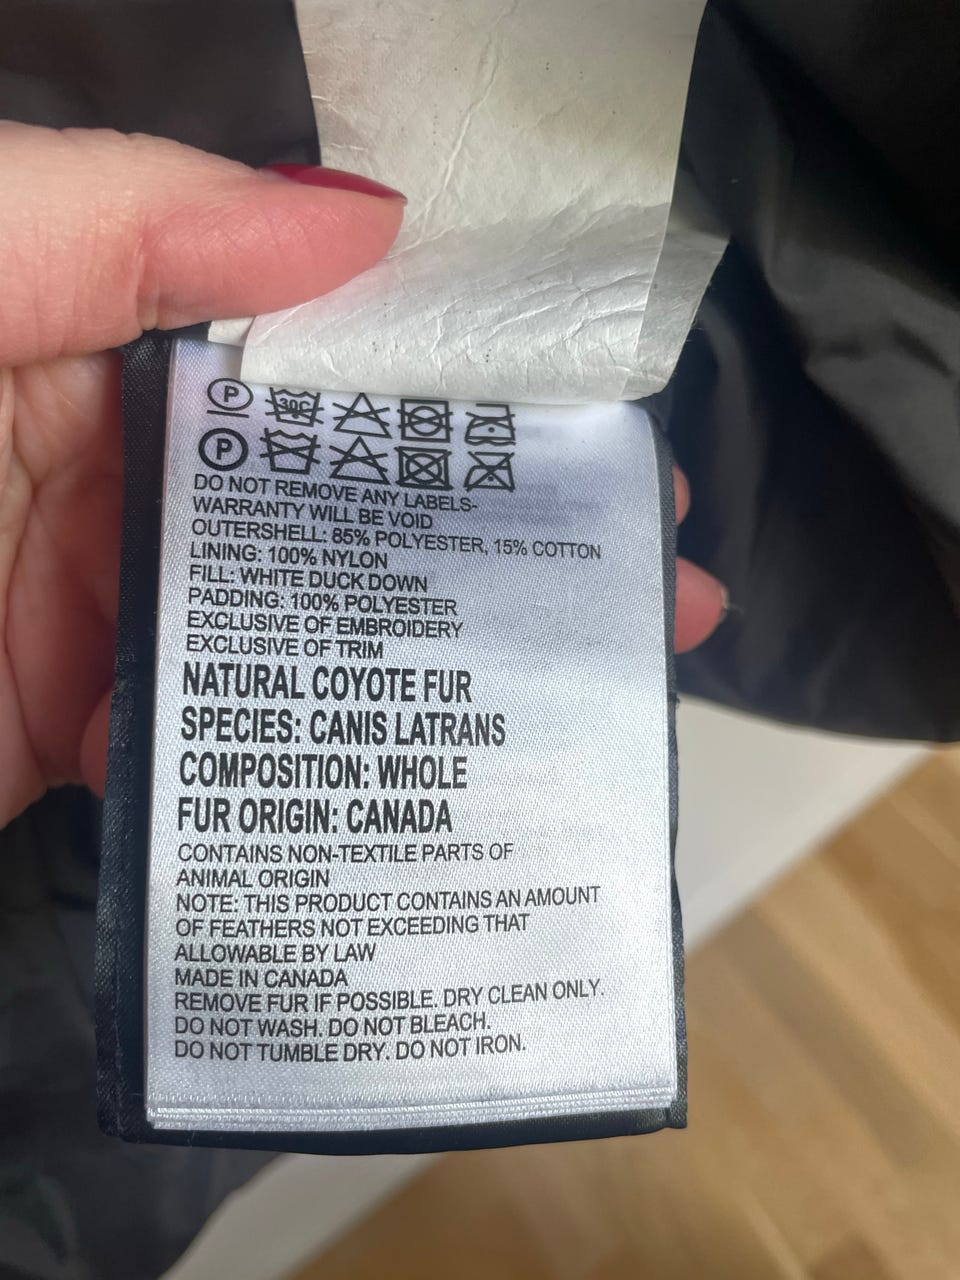 P 30C
P
DO NOT REMOVE ANY LABELS-
WARRANTY WILL BE VOID
OUTERSHELL: 85% POLYESTER, 15% COTTON
LINING: 100% NYLON
FILL: WHITE DUCK DOWN
PADDING: 100% POLYESTER
EXCLUSIVE OF EMBROIDERY
EXCLUSIVE OF TRIM
NATURAL COYOTE FUR
SPECIES: CANIS LATRANS
COMPOSITION: WHOLE
FUR ORIGIN: CANADA
CONTAINS NON-TEXTILE PARTS OF
ANIMAL ORIGIN
NOTE: THIS PRODUCT CONTAINS AN AMOUNT
OF FEATHERS NOT EXCEEDING THAT
ALLOWABLE BY LAW
MADE IN CANADA
REMOVE FUR IF POSSIBLE. DRY CLEAN ONLY.
DO NOT WASH. DO NOT BLEACH.
DO NOT TUMBLE DRY. DO NOT IRON.